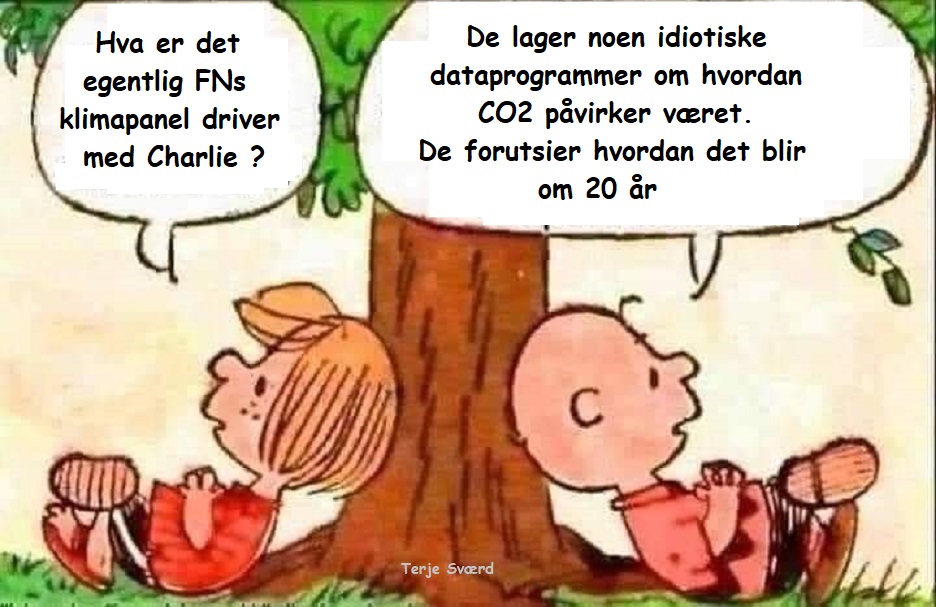 Hva er det
egentlig FNs
klimapanel driver
med Charlie ?
De lager noen idiotiske
dataprogrammer om hvordan
CO2 påvirker været.
De forutsier hvordan det blir
om 20 år
Terje Sværd